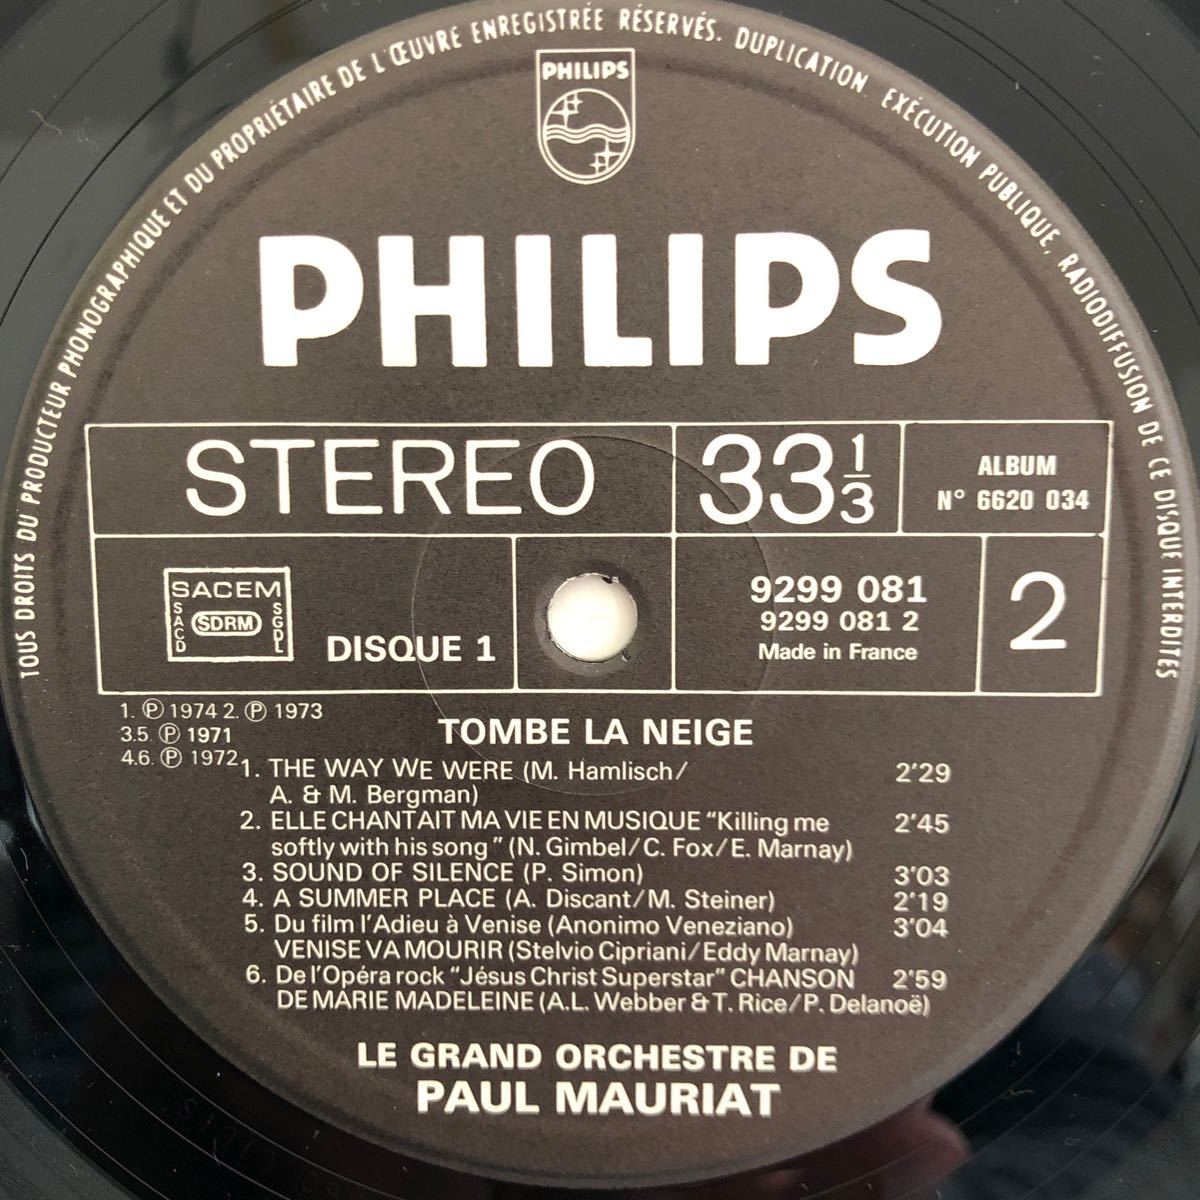 TOUS DROITS DU PRODUCTEUR PHONOGRAPHIQUE ET DU PROPRIÉTAIRE DE L'ŒUVRE ENREGISTRÉE RÉSERVÉS. DUPLICATION. EXÉCUTION PUBLIQUE, RADIODIFFUSION DE CE DISQUE INTERDITES
PHILIPS
PHILIPS
STEREO
33 1/3
ALBUM
N° 6620 034
SACEM
SACD
SDRM
SGDL
DISQUE 1
9299 081
9299 081 2
Made in France
2
1. ℗ 1974 2. ℗ 1973
3.5. ℗ 1971
4.6. ℗ 1972
TOMBE LA NEIGE
1. THE WAY WE WERE (M. Hamlisch/ 2'29
A. & M. Bergman)
2. ELLE CHANTAIT MA VIE EN MUSIQUE "Killing me 2'45
softly with his song" (N. Gimbel/C. Fox/E. Marnay)
3. SOUND OF SILENCE (P. Simon) 3'03
4. A SUMMER PLACE (A. Discant/M. Steiner) 2'19
5. Du film l'Adieu à Venise (Anonimo Veneziano) 3'04
VENISE VA MOURIR (Stelvio Cipriani/Eddy Marnay)
6. De l'Opéra rock "Jésus Christ Superstar" CHANSON 2'59
DE MARIE MADELEINE (A.L. Webber & T. Rice/P. Delanoë)
LE GRAND ORCHESTRE DE
PAUL MAURIAT